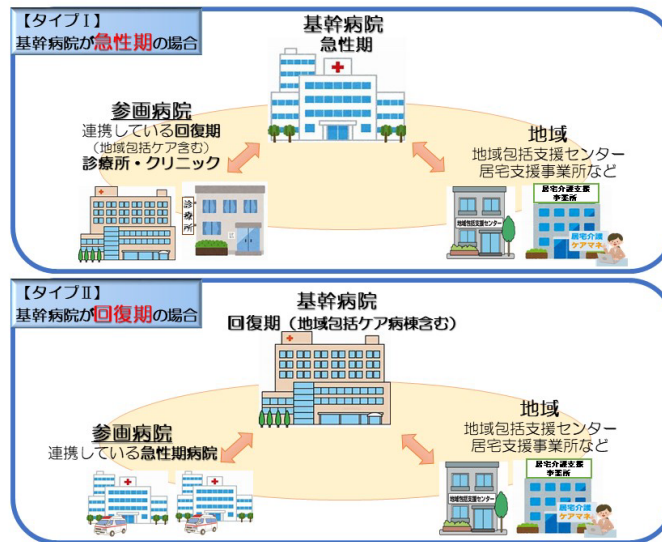 【タイプⅠ】
基幹病院が急性期の場合
基幹病院
急性期
参画病院
連携している回復期
(地域包括ケア含む)
診療所・クリニック
診療所
地域
地域包括支援センター
居宅支援事業所など
地域包括支援センター
居宅介護支援
事業所
居宅介護
ケアマネ
【タイプⅡ】
基幹病院が回復期の場合
基幹病院
回復期(地域包括ケア病棟含む)
参画病院
連携している急性期病院
地域
地域包括支援センター
居宅支援事業所など
地域包括支援センター
居宅介護支援
事業所
居宅介護
ケアマネ